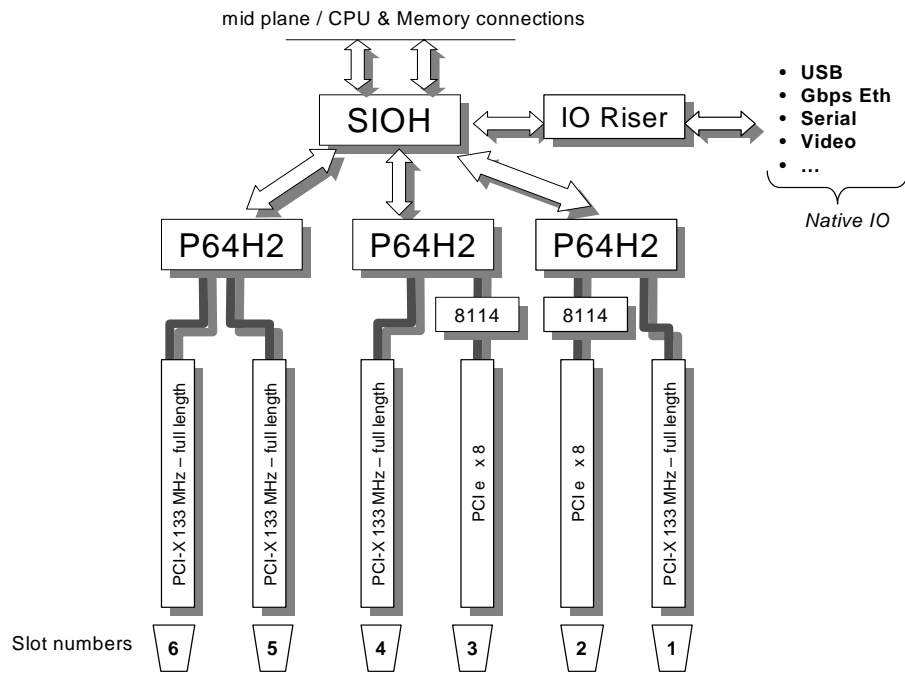 mid plane / CPU & Memory connections
SIOH
IO Riser
• USB
• Gbps Eth
• Serial
• Video
• ...
Native IO
P64H2
P64H2
P64H2
8114
8114
PCI-X 133 MHz – full length
PCI-X 133 MHz – full length
PCI-X 133 MHz – full length
PCI e x 8
PCI e x 8
PCI-X 133 MHz – full length
Slot numbers
6
5
4
3
2
1